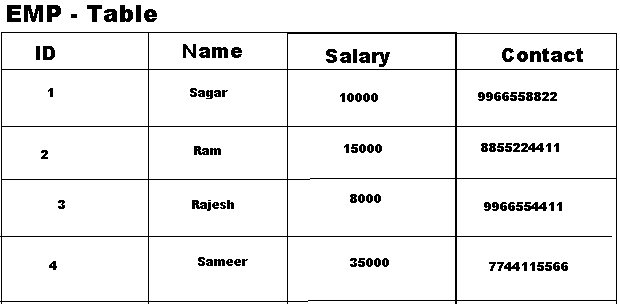 EMP - Table
ID Name Salary Contact
1 Sagar 10000 9966558822
2 Ram 15000 8855224411
3 Rajesh 8000 9966554411
4 Sameer 35000 7744115566